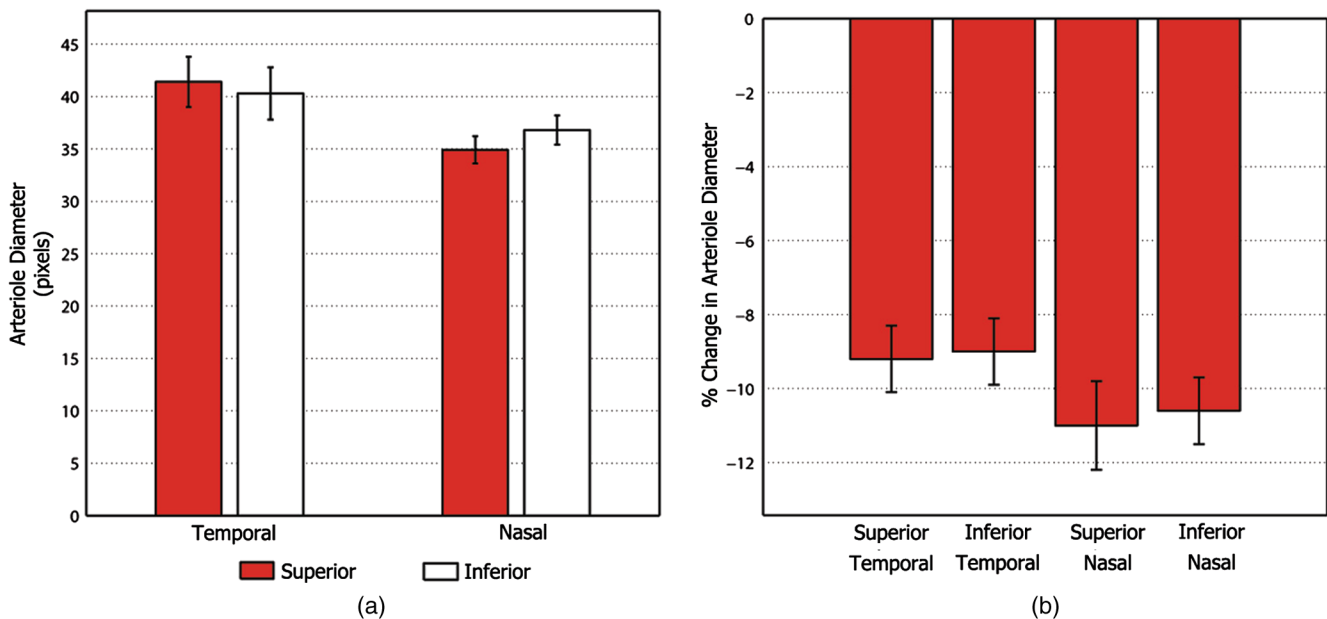 45
40
35
30
25
20
15
10
5
0
Arteriole Diameter
(pixels)
Temporal
Nasal
Superior
Inferior
(a)
0
−2
−4
−6
−8
−10
−12
% Change in Arteriole Diameter
Superior
Temporal
Inferior
Temporal
Superior
Nasal
Inferior
Nasal
(b)